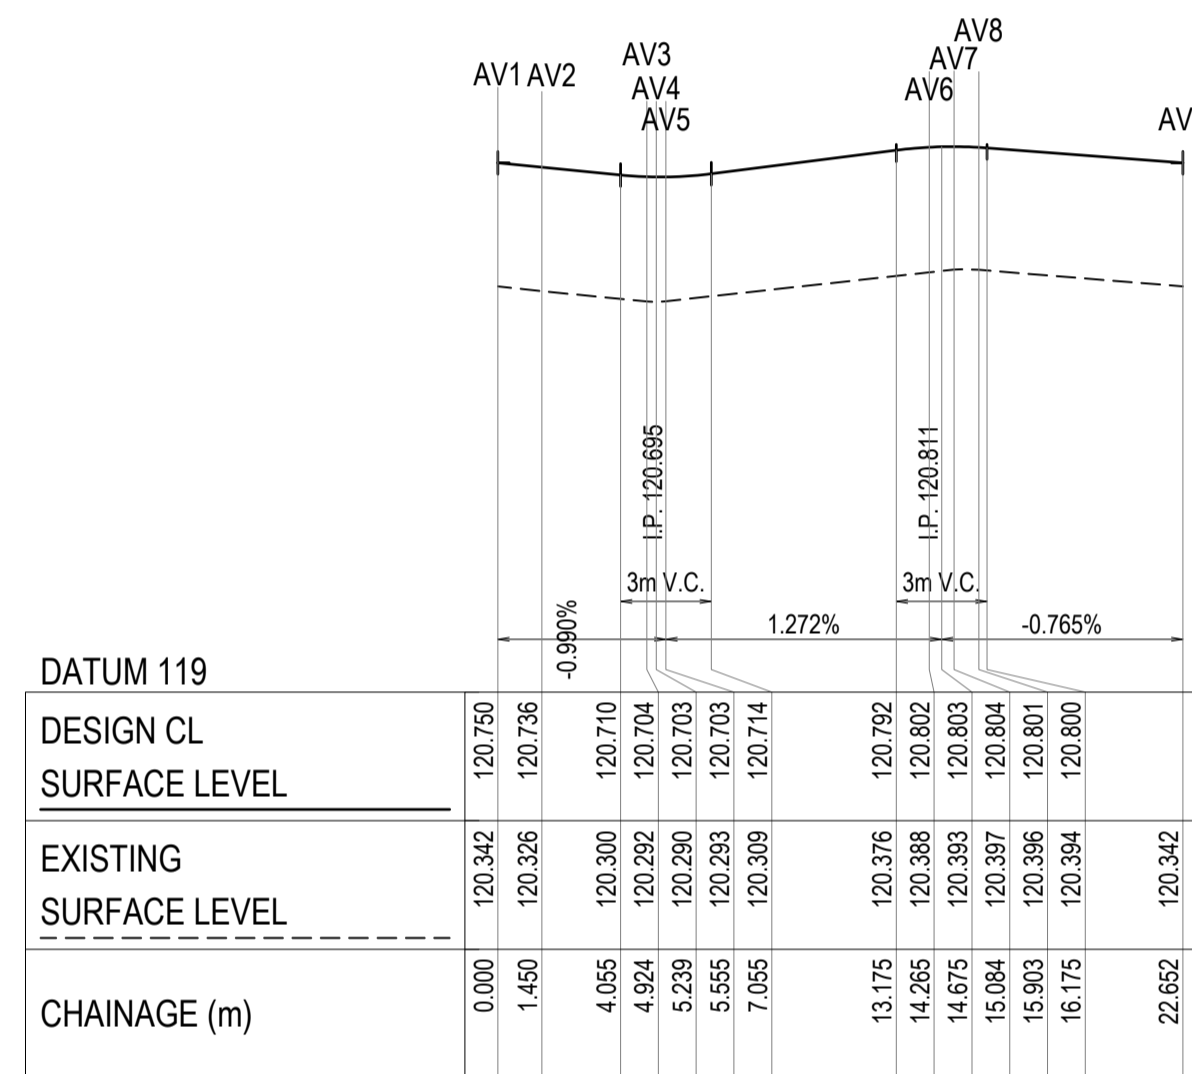 AV8
AV3
AV7
AV1 AV2
AV4
AV6
AV5
AV
I.P. 120.695
I.P. 120.811
3m V.C.
3m V.C.
-0.990%
1.272%
-0.765%
DATUM 119
DESIGN CL
SURFACE LEVEL
120.750 120.736 120.710 120.704 120.703 120.703 120.714 120.792 120.802 120.803 120.804 120.801 120.800
EXISTING
SURFACE LEVEL
120.342 120.326 120.300 120.292 120.290 120.293 120.309 120.376 120.388 120.393 120.397 120.396 120.394 120.342
CHAINAGE (m)
0.000 1.450 4.055 4.924 5.239 5.555 7.055 13.175 14.265 14.675 15.084 15.903 16.175 22.652